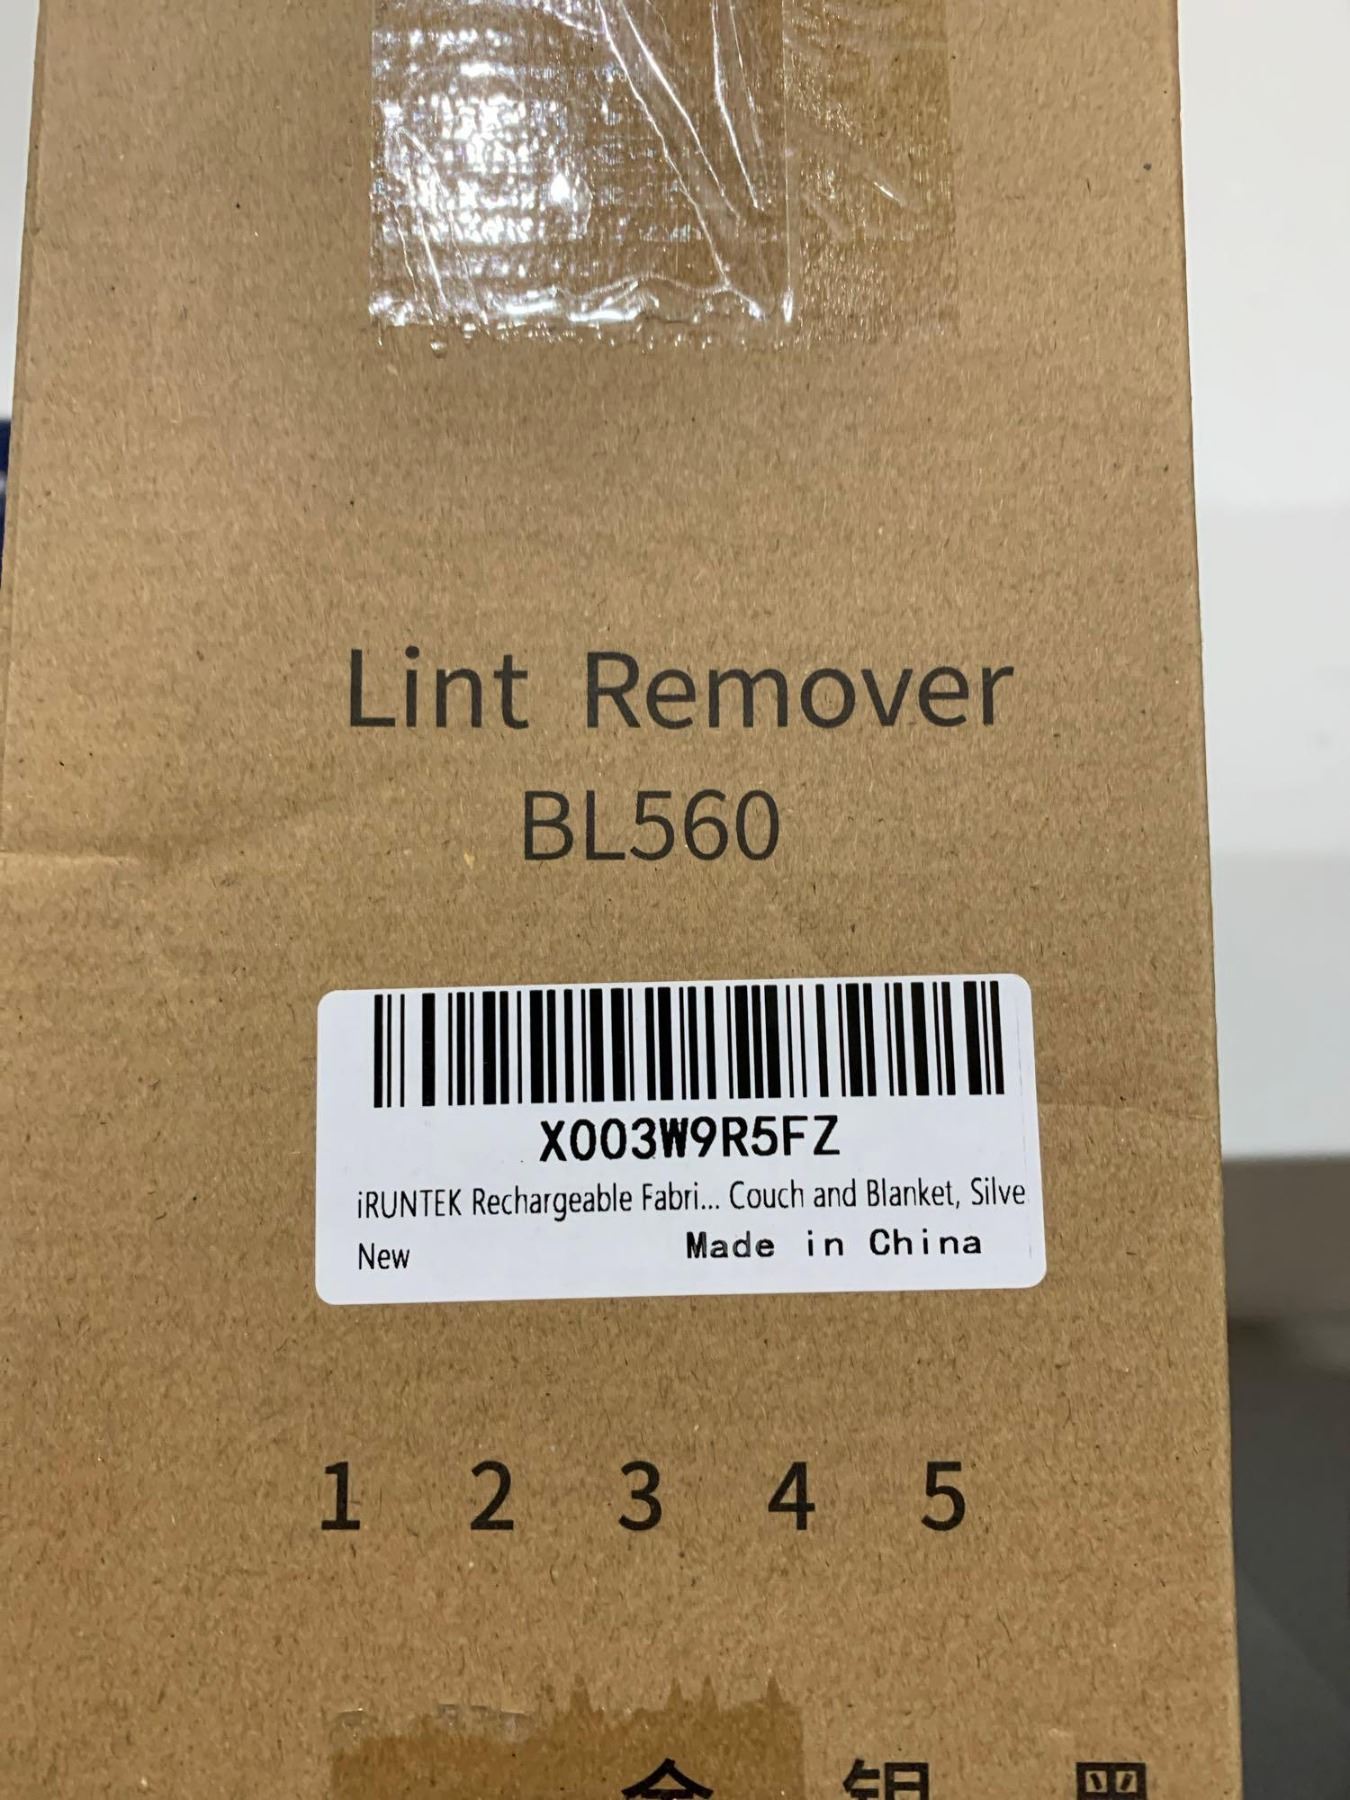 Lint Remover
BL560
X003W9R5FZ
iRUNTEK Rechargeable Fabri... Couch and Blanket, Silve
New Made in China
1 2 3 4 5